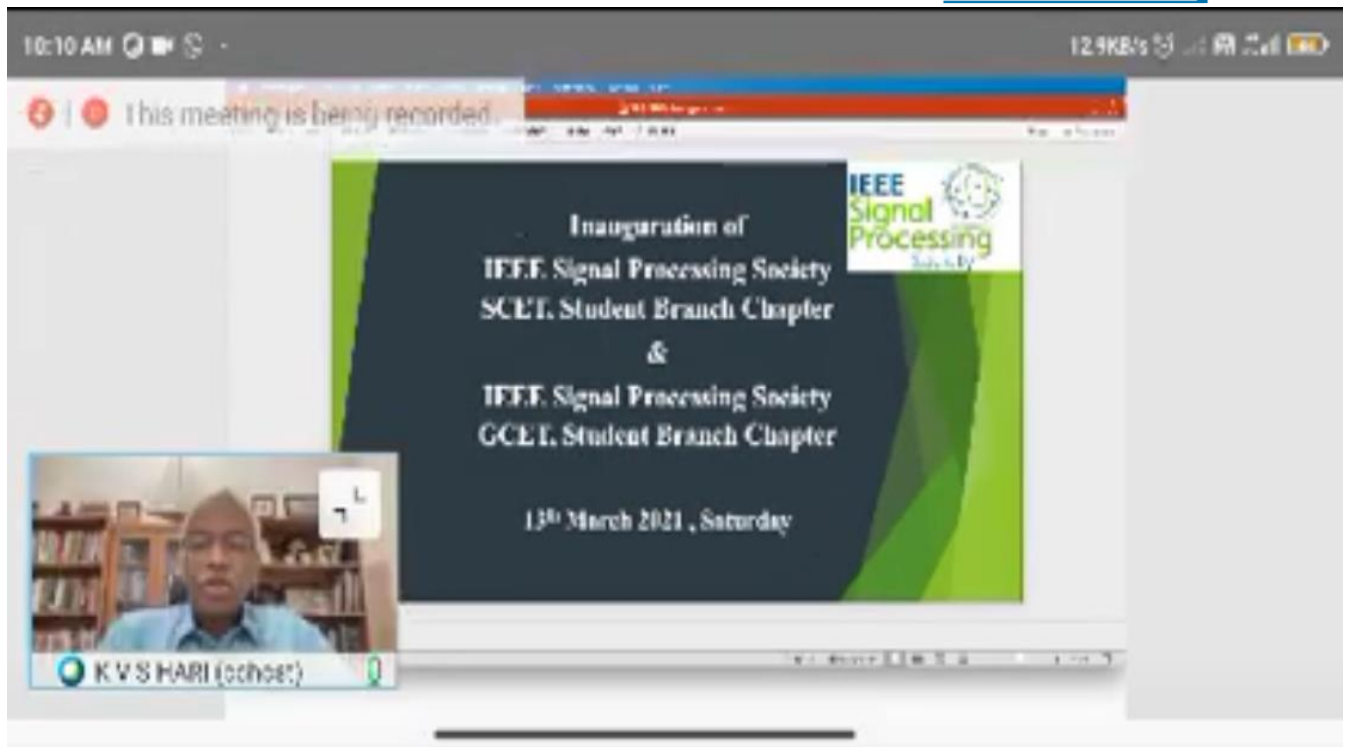 10:10 AM
12.9KB/s
This meeting is being recorded.
IEEE
Signal
Processing
Society
Inauguration of
IEEE Signal Processing Society
SCET, Student Branch Chapter
&
IEEE Signal Processing Society
GCET, Student Branch Chapter
13th March 2021 , Saturday
K V S HARI (cohost)